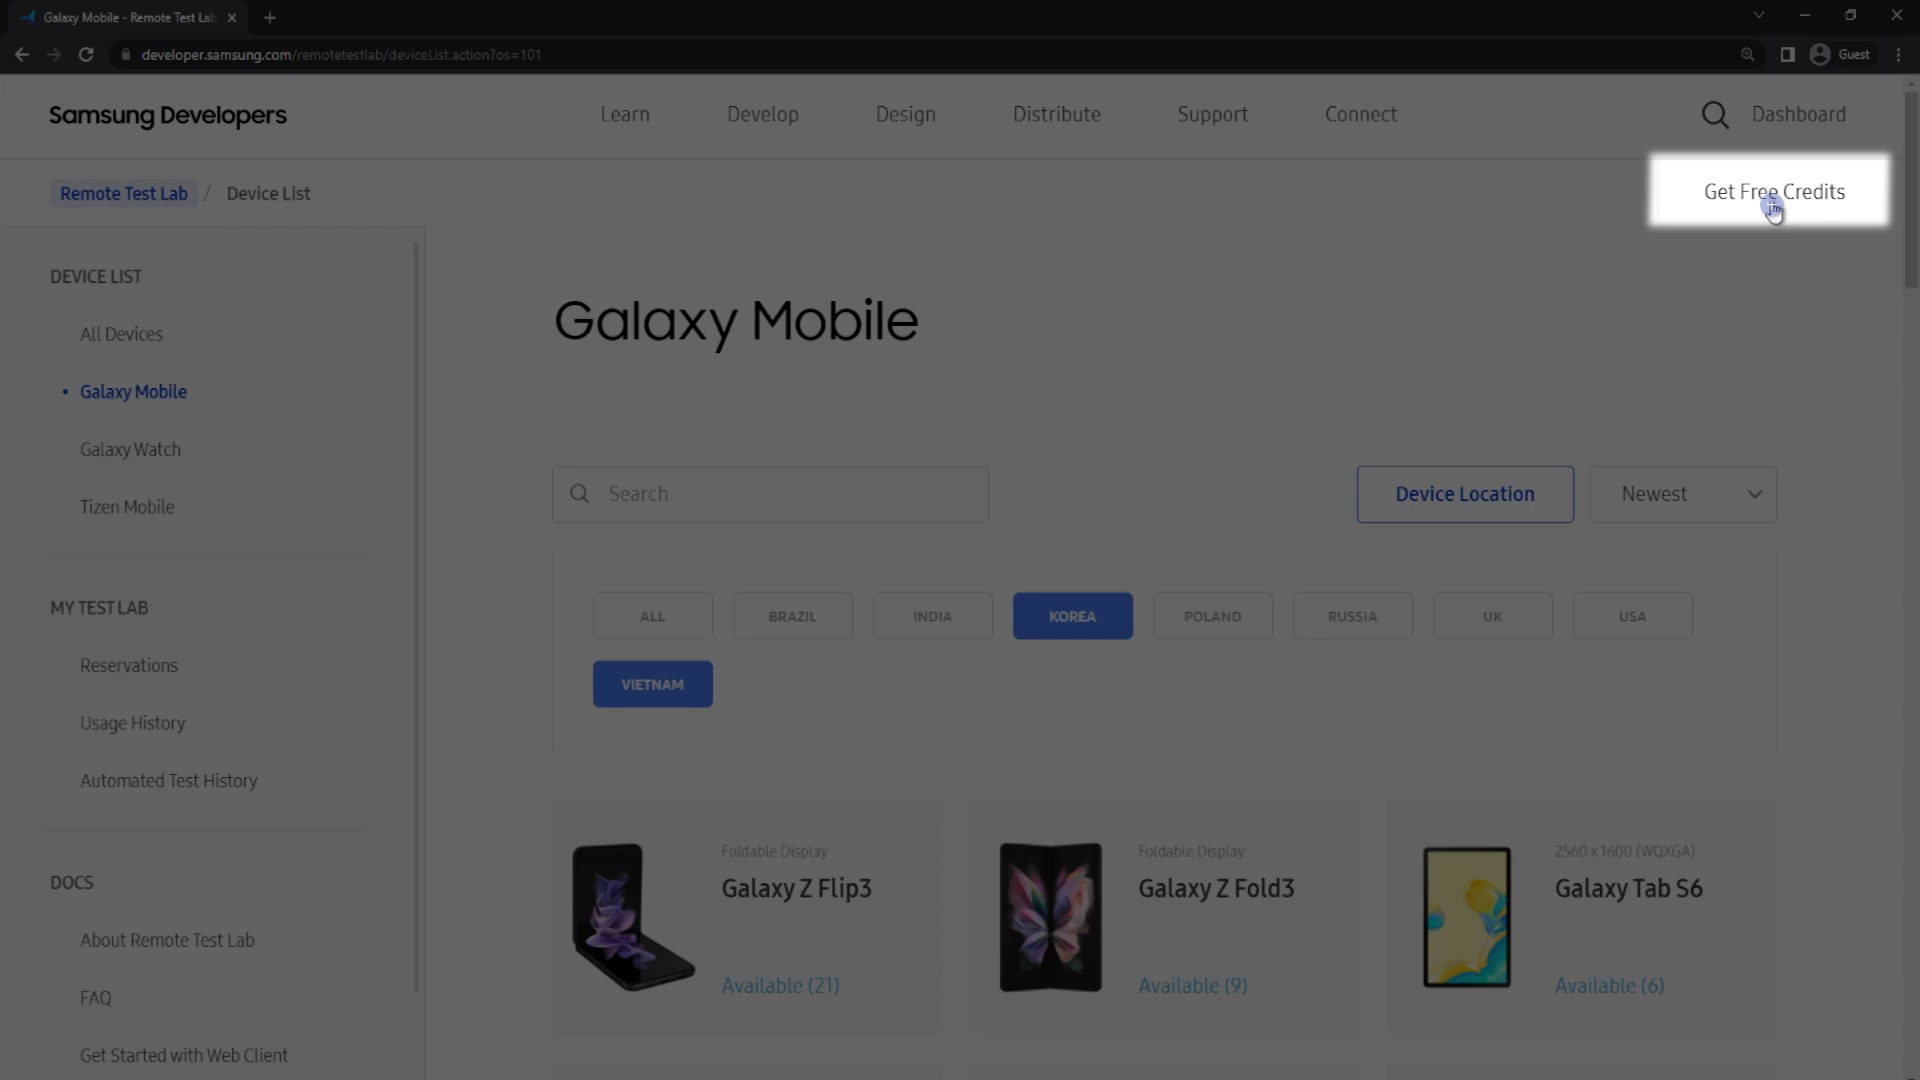 Galaxy Mobile - Remote Test Lab
developer.samsung.com/remotetestlab/deviceList.action?os=101
Guest
Samsung Developers
Learn
Develop
Design
Distribute
Support
Connect
Dashboard
Remote Test Lab / Device List
Get Free Credits
DEVICE LIST
All Devices
• Galaxy Mobile
Galaxy Watch
Tizen Mobile
MY TEST LAB
Reservations
Usage History
Automated Test History
DOCS
About Remote Test Lab
FAQ
Get Started with Web Client
Galaxy Mobile
Search
Device Location
Newest
ALL
BRAZIL
INDIA
KOREA
POLAND
RUSSIA
UK
USA
VIETNAM
Foldable Display
Galaxy Z Flip3
Available (21)
Foldable Display
Galaxy Z Fold3
Available (9)
2560 x 1600 (WQXGA)
Galaxy Tab S6
Available (6)